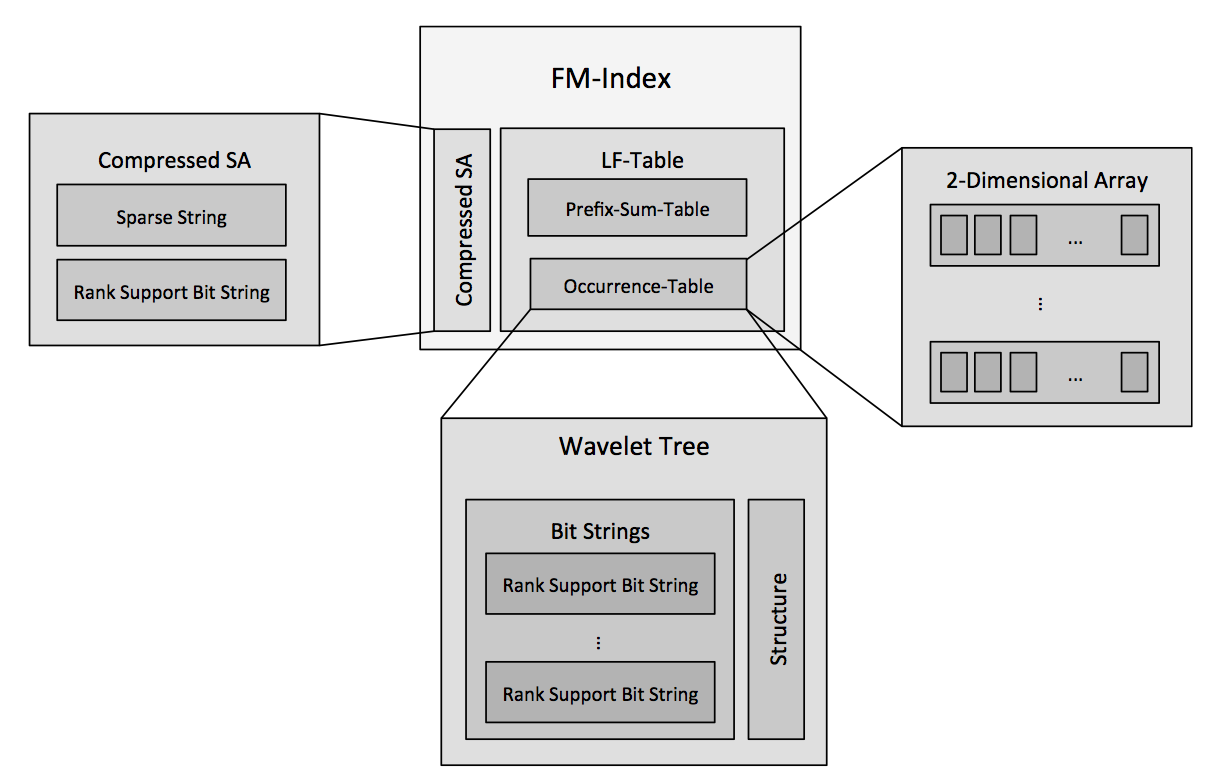 FM-Index
Compressed SA
Sparse String
Rank Support Bit String
Compressed SA
LF-Table
Prefix-Sum-Table
Occurrence-Table
2-Dimensional Array
...
...
...
Wavelet Tree
Bit Strings
Rank Support Bit String
...
Rank Support Bit String
Structure